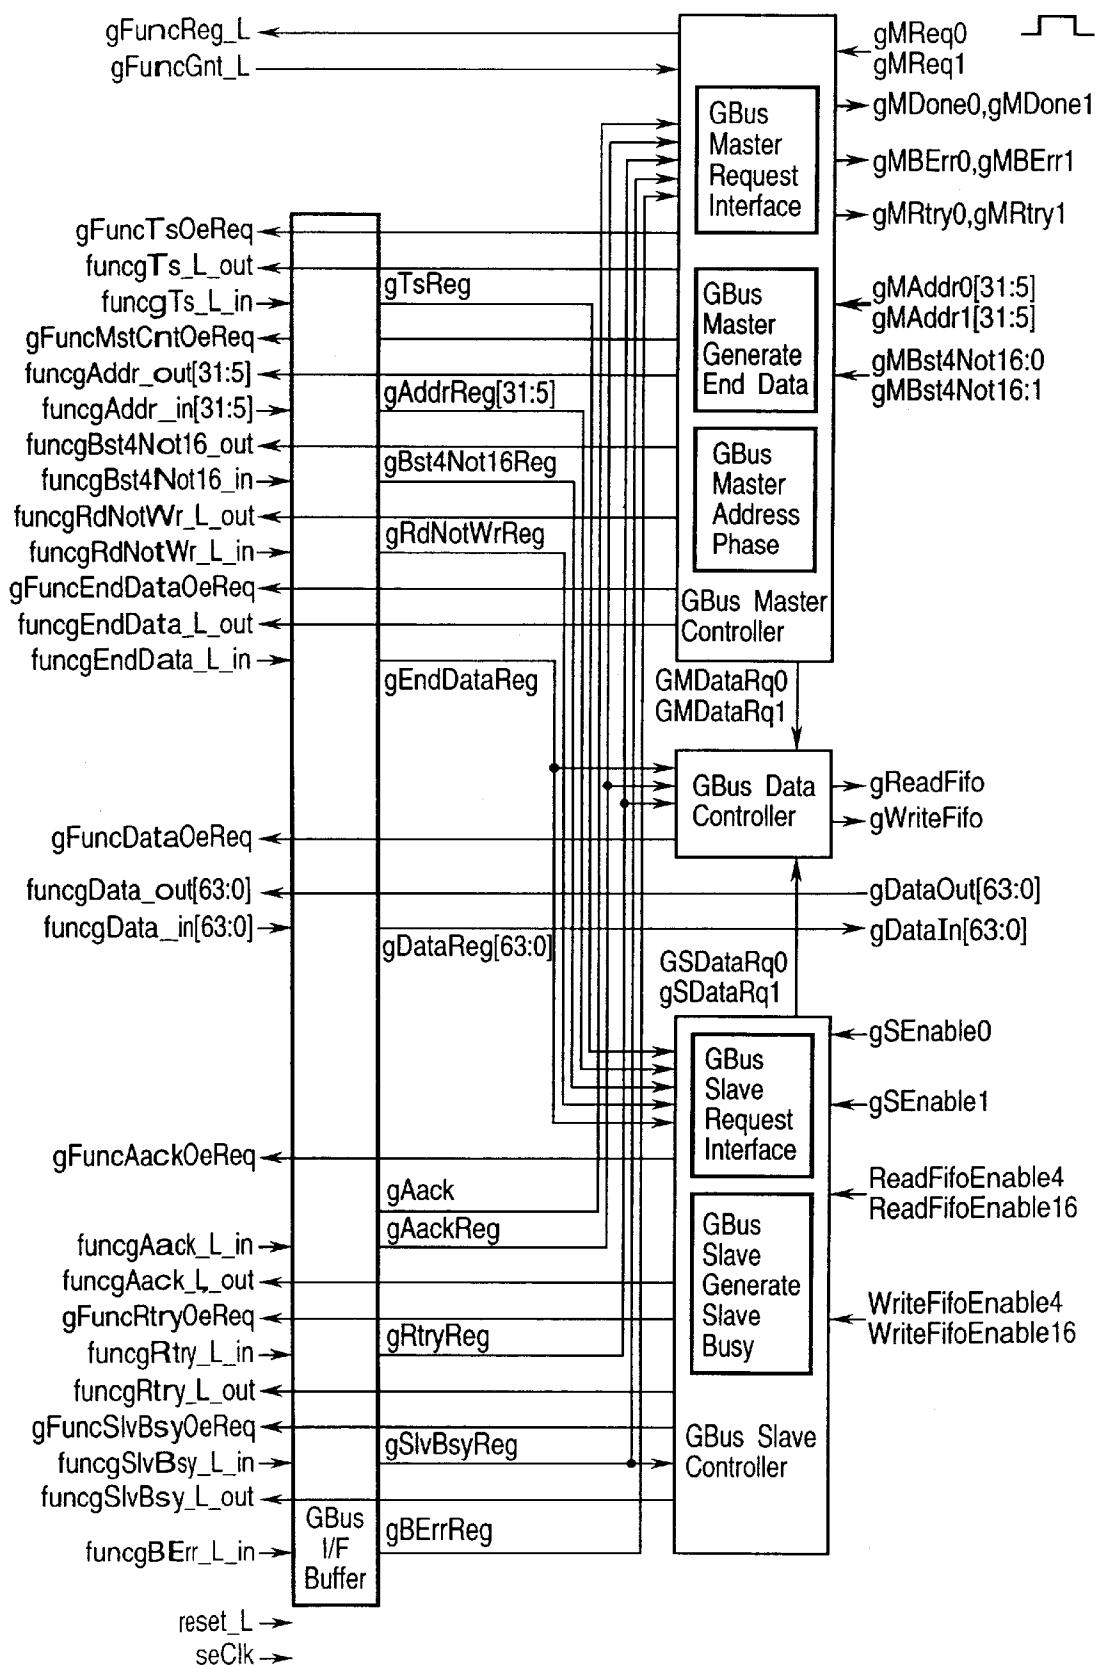 gFuncReg_L
gFuncGnt_L
gFuncTsOeReq
funcgTs_L_out
funcgTs_L_in
gFuncMstCntOeReq
funcgAddr_out[31:5]
funcgAddr_in[31:5]
funcgBst4Not16_out
funcgBst4Not16_in
funcgRdNotWr_L_out
funcgRdNotWr_L_in
gFuncEndDataOeReq
funcgEndData_L_out
funcgEndData_L_in
gFuncDataOeReq
funcgData_out[63:0]
funcgData_in[63:0]
gFuncAackOeReq
funcgAack_L_in
funcgAack_L_out
gFuncRtryOeReq
funcgRtry_L_in
funcgRtry_L_out
gFuncSlvBsyOeReq
funcgSlvBsy_L_in
funcgSlvBsy_L_out
funcgBErr_L_in
reset_L
seClk
GBus
I/F
Buffer
gTsReg
gAddrReg[31:5]
gBst4Not16Reg
gRdNotWrReg
gEndDataReg
gDataReg[63:0]
gAack
gAackReg
gRtryReg
gSlvBsyReg
gBErrReg
GBus
Master
Request
Interface
GBus
Master
Generate
End Data
GBus
Master
Address
Phase
GBus Master
Controller
GMDataRq0
GMDataRq1
GBus Data
Controller
GSDataRq0
gSDataRq1
GBus
Slave
Request
Interface
GBus
Slave
Generate
Slave
Busy
GBus Slave
Controller
gMReq0
gMReq1
gMDone0,gMDone1
gMBErr0,gMBErr1
gMRtry0,gMRtry1
gMAddr0[31:5]
gMAddr1[31:5]
gMBst4Not16:0
gMBst4Not16:1
gReadFifo
gWriteFifo
gDataOut[63:0]
gDataIn[63:0]
gSEnable0
gSEnable1
ReadFifoEnable4
ReadFifoEnable16
WriteFifoEnable4
WriteFifoEnable16